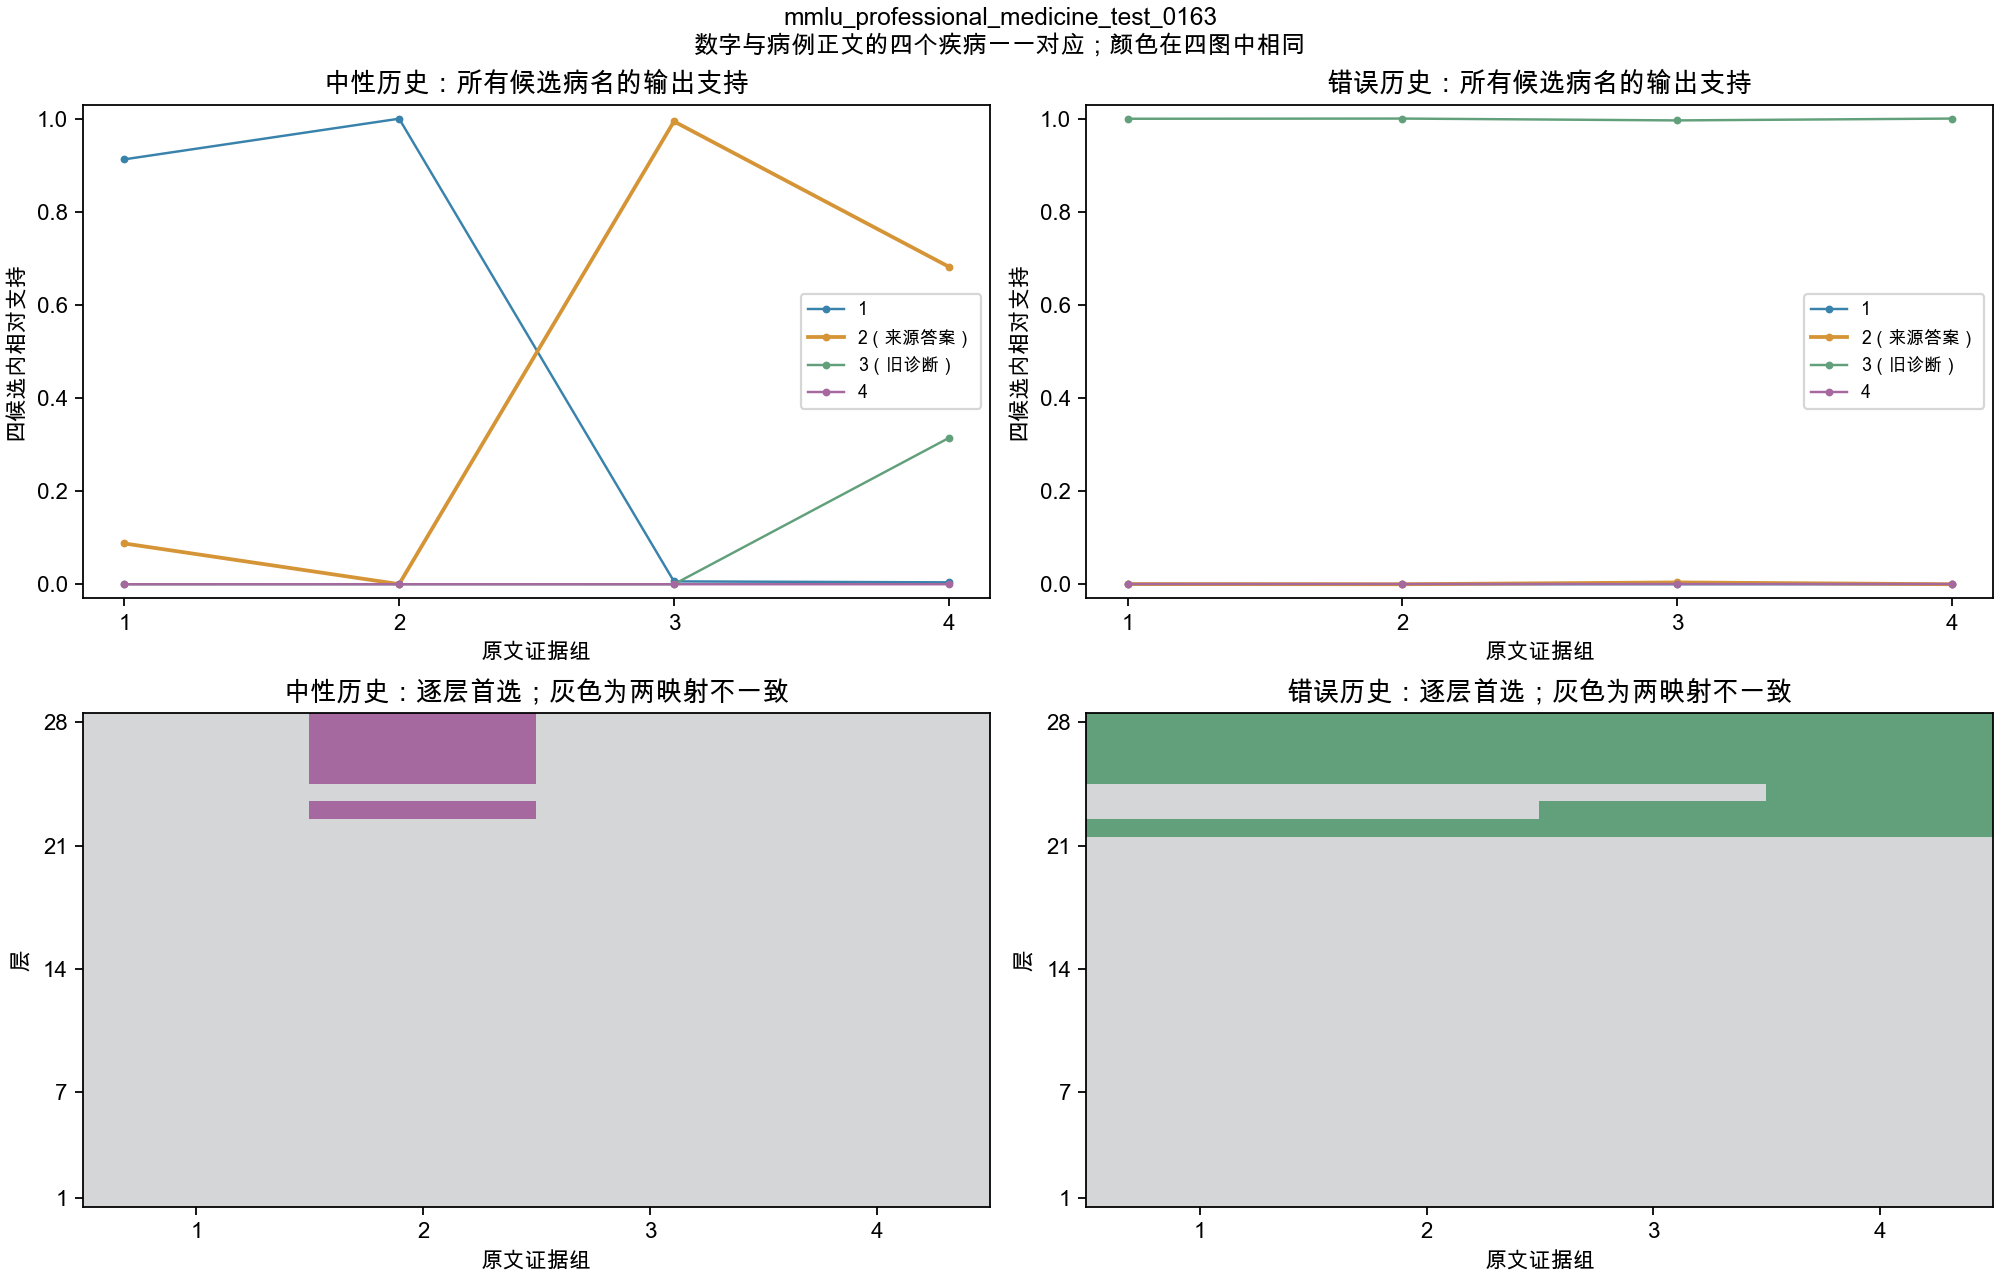 mmlu_professional_medicine_test_0163
数字与病例正文的四个疾病一一对应；颜色在四图中相同
中性历史：所有候选病名的输出支持
四候选内相对支持
1.0
0.8
0.6
0.4
0.2
0.0
1
2（来源答案）
3（旧诊断）
4
1 2 3 4
原文证据组
错误历史：所有候选病名的输出支持
四候选内相对支持
1.0
0.8
0.6
0.4
0.2
0.0
1
2（来源答案）
3（旧诊断）
4
1 2 3 4
原文证据组
中性历史：逐层首选；灰色为两映射不一致
层
28
21
14
7
1
1 2 3 4
原文证据组
错误历史：逐层首选；灰色为两映射不一致
层
28
21
14
7
1
1 2 3 4
原文证据组